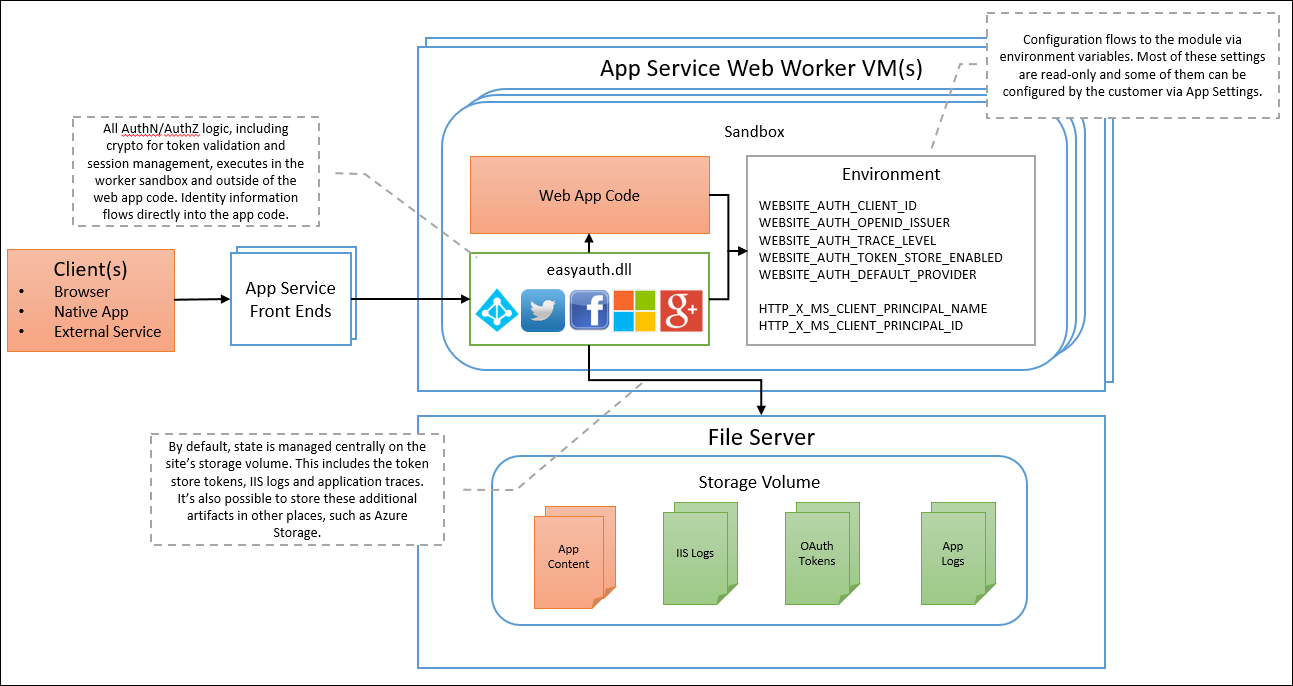 App Service Web Worker VM(s)
Configuration flows to the module via
environment variables. Most of these settings
are read-only and some of them can be
configured by the customer via App Settings.
All AuthN/AuthZ logic, including
crypto for token validation and
session management, executes in the
worker sandbox and outside of the
web app code. Identity information
flows directly into the app code.
Sandbox
Web App Code
Environment
WEBSITE_AUTH_CLIENT_ID
WEBSITE_AUTH_OPENID_ISSUER
WEBSITE_AUTH_TRACE_LEVEL
WEBSITE_AUTH_TOKEN_STORE_ENABLED
WEBSITE_AUTH_DEFAULT_PROVIDER
HTTP_X_MS_CLIENT_PRINCIPAL_NAME
HTTP_X_MS_CLIENT_PRINCIPAL_ID
Client(s)
• Browser
• Native App
• External Service
App Service
Front Ends
easyauth.dll
f
g+
File Server
By default, state is managed centrally on the
site's storage volume. This includes the token
store tokens, IIS logs and application traces.
It's also possible to store these additional
artifacts in other places, such as Azure
Storage.
Storage Volume
App
Content
IIS Logs
OAuth
Tokens
App
Logs